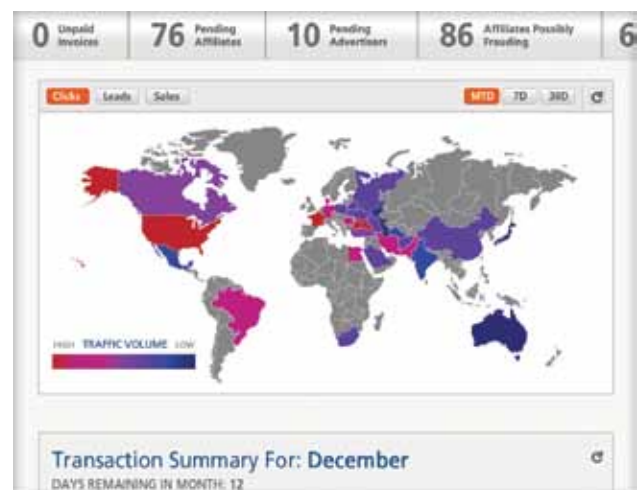 0 Unpaid Invoices
76 Pending Affiliates
10 Pending Advertisers
86 Affiliates Possibly Frauding
Clicks Leads Sales
MTD 7D 30D
HIGH TRAFFIC VOLUME LOW
Transaction Summary For: December
DAYS REMAINING IN MONTH: 12